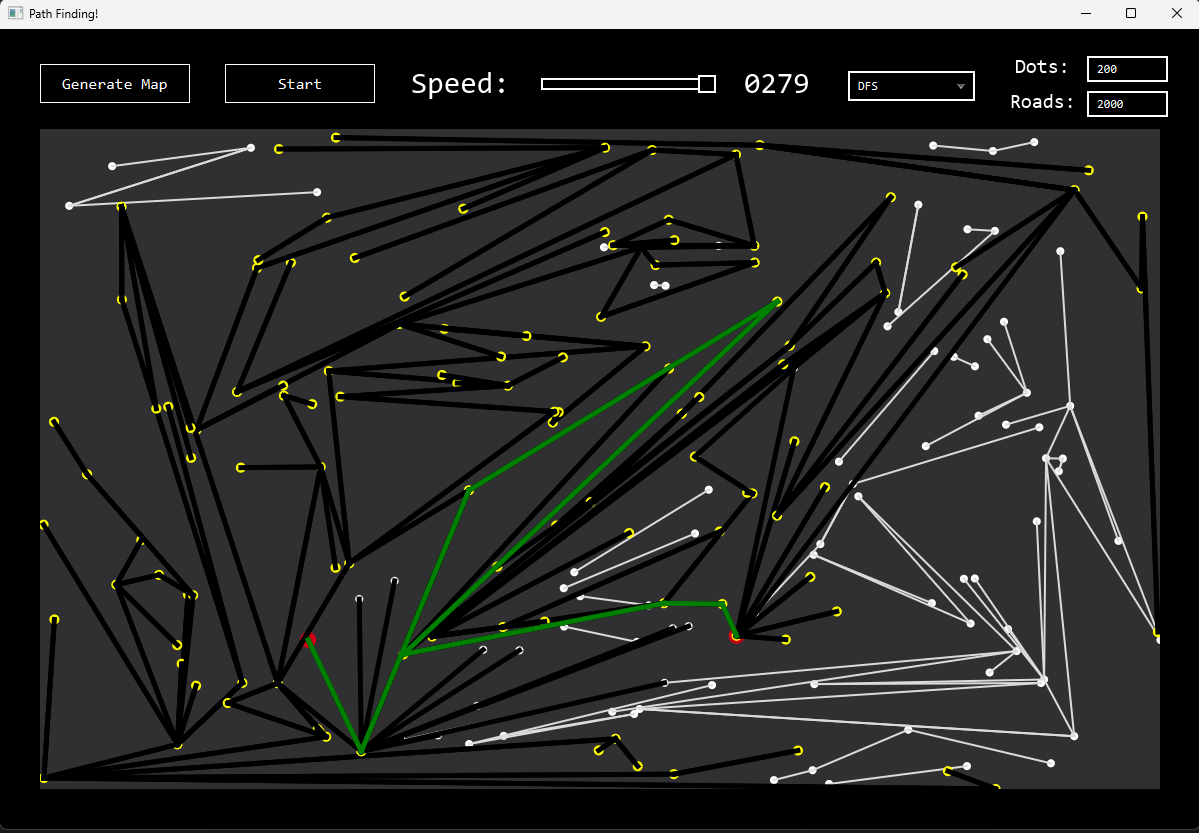 Path Finding!
Generate Map
Start
Speed:
0279
DFS
Dots:
200
Roads:
2000